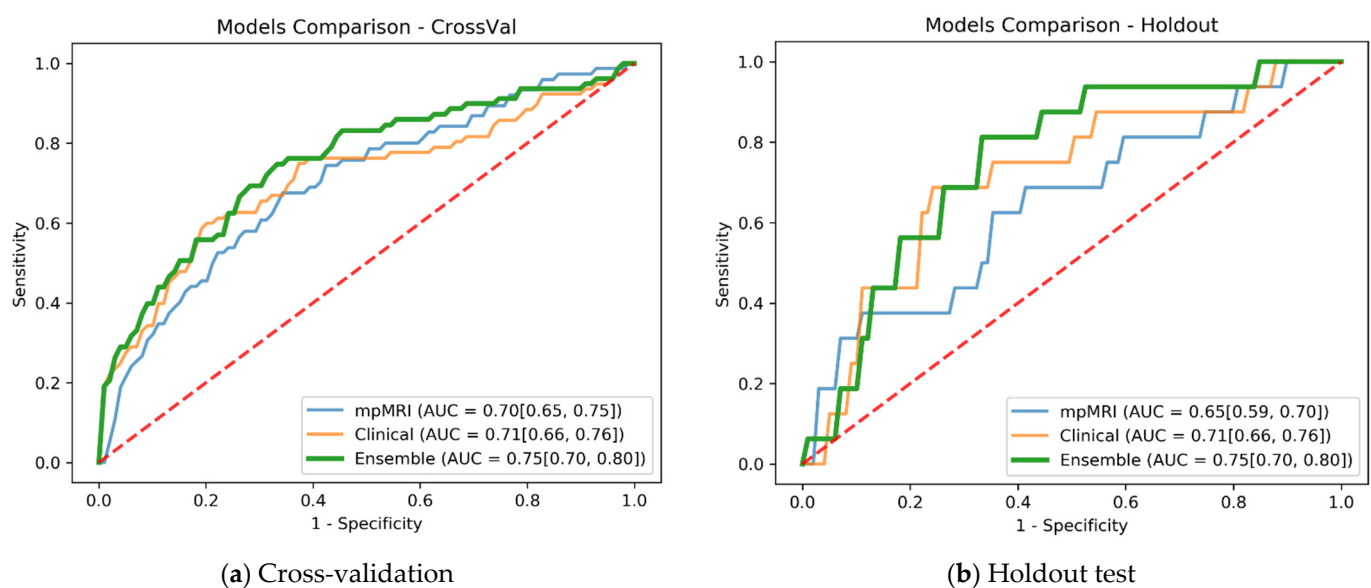 Models Comparison - CrossVal
1.0
0.8
0.6
0.4
0.2
0.0
Sensitivity
mpMRI (AUC = 0.70[0.65, 0.75])
Clinical (AUC = 0.71[0.66, 0.76])
Ensemble (AUC = 0.75[0.70, 0.80])
0.0 0.2 0.4 0.6 0.8 1.0
1 - Specificity
(a) Cross-validation
Models Comparison - Holdout
1.0
0.8
0.6
0.4
0.2
0.0
Sensitivity
mpMRI (AUC = 0.65[0.59, 0.70])
Clinical (AUC = 0.71[0.66, 0.76])
Ensemble (AUC = 0.75[0.70, 0.80])
0.0 0.2 0.4 0.6 0.8 1.0
1 - Specificity
(b) Holdout test